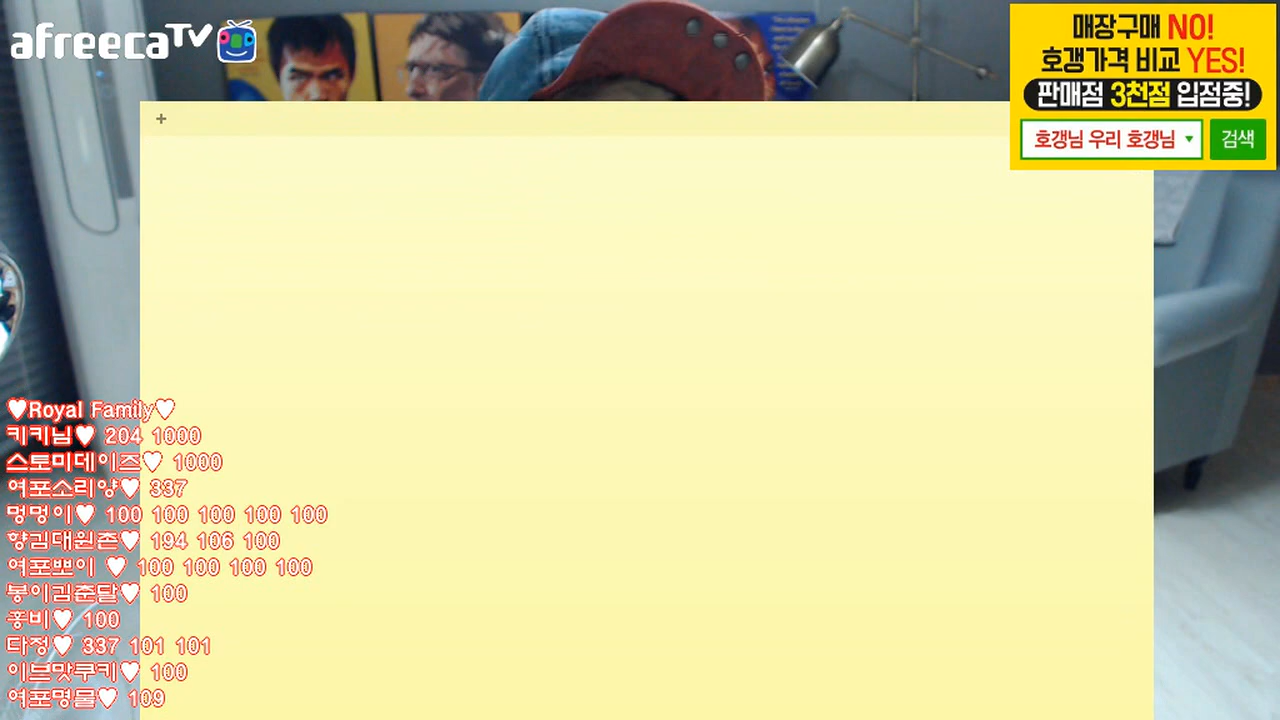 afreecaTV
매장구매 NO!
호갱가격 비교 YES!
판매점 3천점 입점중!
호갱님 우리 호갱님
검색
+
♥Royal Family♥
키키님♥ 204 1000
스토미데이즈♥ 1000
여포소리양♥ 337
멍멍이♥ 100 100 100 100 100
향김대원존♥ 194 106 100
여포뽀이 ♥ 100 100 100 100
봉이김춘달♥ 100
홍비♥ 100
다정♥ 337 101 101
이브맛쿠키♥ 100
여포명물♥ 109